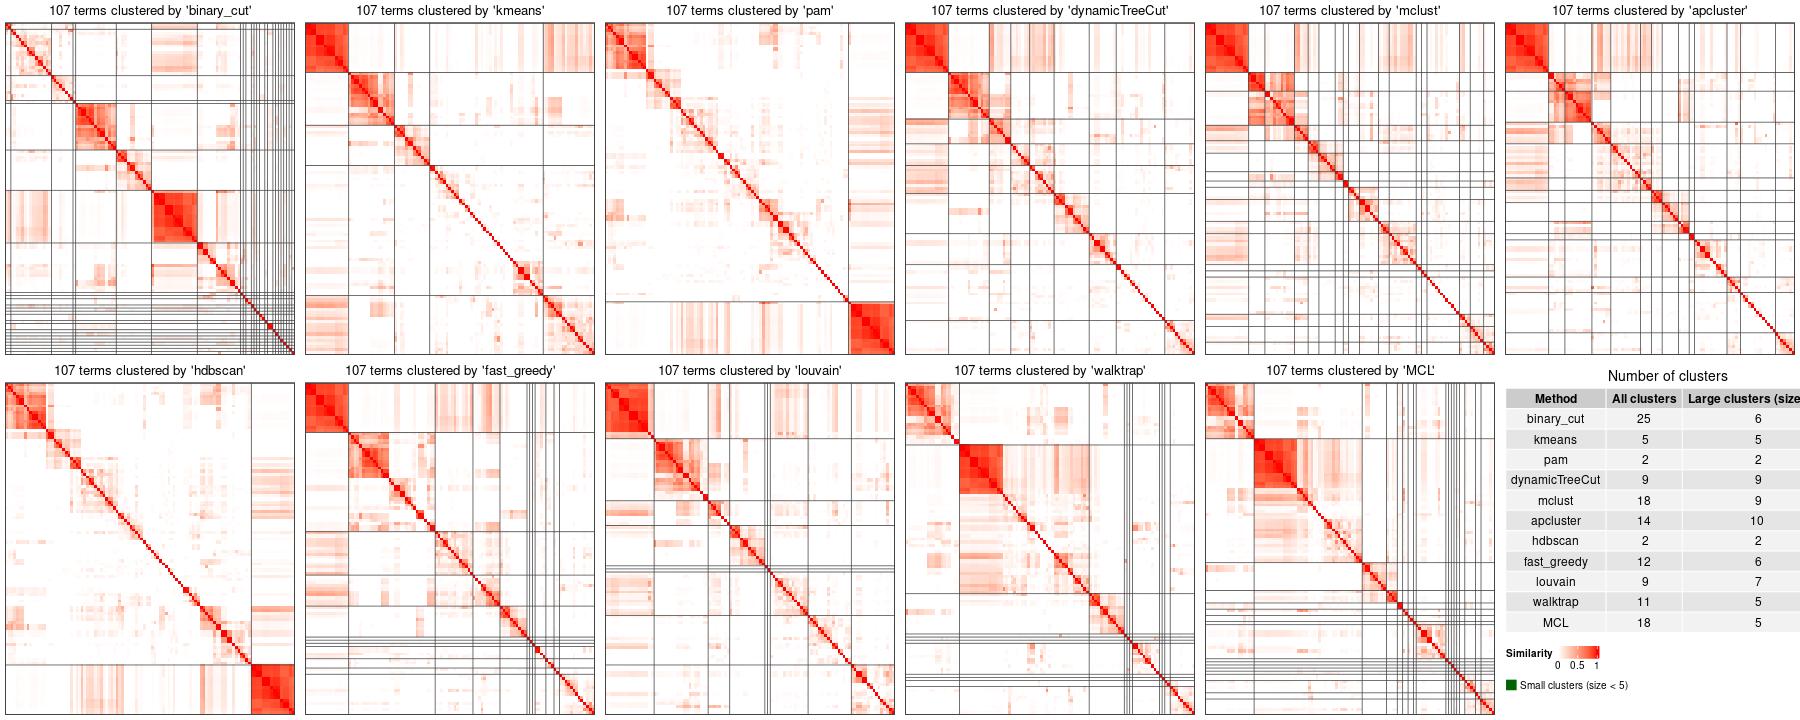 107 terms clustered by 'binary_cut'
107 terms clustered by 'kmeans'
107 terms clustered by 'pam'
107 terms clustered by 'dynamicTreeCut'
107 terms clustered by 'mclust'
107 terms clustered by 'apcluster'
107 terms clustered by 'hdbscan'
107 terms clustered by 'fast_greedy'
107 terms clustered by 'louvain'
107 terms clustered by 'walktrap'
107 terms clustered by 'MCL'
Number of clusters
Method All clusters Large clusters (size
binary_cut 25 6
kmeans 5 5
pam 2 2
dynamicTreeCut 9 9
mclust 18 9
apcluster 14 10
hdbscan 2 2
fast_greedy 12 6
louvain 9 7
walktrap 11 5
MCL 18 5
Similarity
0 0.5 1
Small clusters (size < 5)